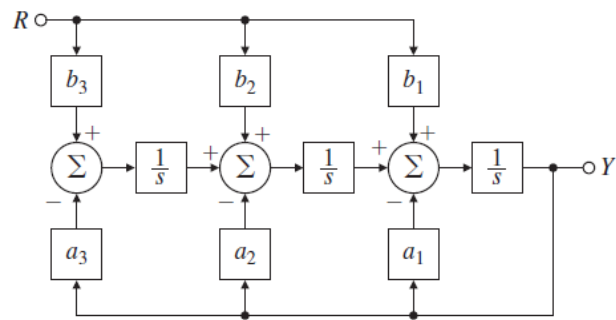 R
b₃ b₂ b₁
+ + + + +
Σ 1/s Σ 1/s Σ 1/s Y
− − −
a₃ a₂ a₁